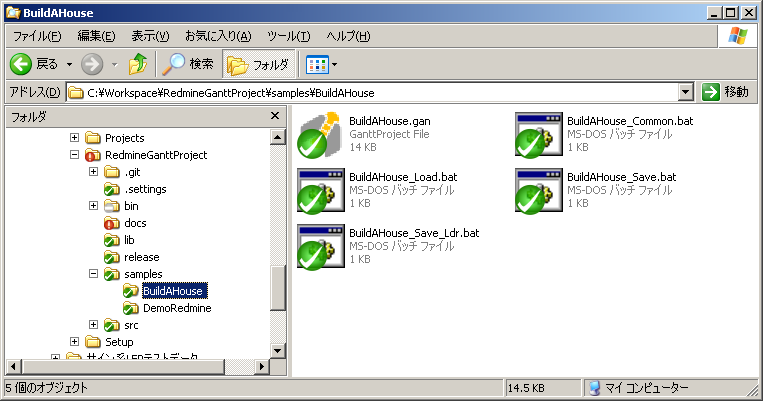 BuildAHouse
ファイル(F) 編集(E) 表示(V) お気に入り(A) ツール(T) ヘルプ(H)
戻る 検索 フォルダ
アドレス(D) C:¥Workspace¥RedmineGanttProject¥samples¥BuildAHouse 移動
フォルダ
Projects
RedmineGanttProject
.git
.settings
bin
docs
lib
release
samples
BuildAHouse
DemoRedmine
src
Setup
BuildAHouse.gan
GanttProject File
14 KB
BuildAHouse_Common.bat
MS-DOS バッチ ファイル
1 KB
BuildAHouse_Load.bat
MS-DOS バッチ ファイル
1 KB
BuildAHouse_Save.bat
MS-DOS バッチ ファイル
1 KB
BuildAHouse_Save_Ldr.bat
MS-DOS バッチ ファイル
1 KB
5 個のオブジェクト 14.5 KB マイ コンピューター